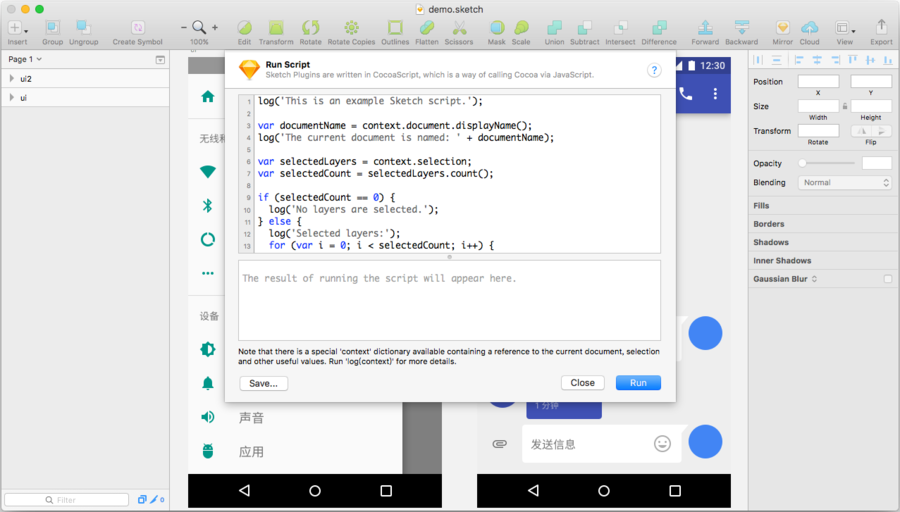 demo.sketch
Insert
Group
Ungroup
Create Symbol
100%
Edit
Transform
Rotate
Rotate Copies
Outlines
Flatten
Scissors
Mask
Scale
Union
Subtract
Intersect
Difference
Forward
Backward
Mirror
Cloud
View
Export
Page 1
ui2
ui
Filter
0
无线和
设备
声音
应用
Run Script
Sketch Plugins are written in CocoaScript, which is a way of calling Cocoa via JavaScript.
?
1 log('This is an example Sketch script.');
2
3 var documentName = context.document.displayName();
4 log('The current document is named: ' + documentName);
5
6 var selectedLayers = context.selection;
7 var selectedCount = selectedLayers.count();
8
9 if (selectedCount == 0) {
10 log('No layers are selected.');
11 } else {
12 log('Selected layers:');
13 for (var i = 0; i < selectedCount; i++) {
The result of running the script will appear here.
Note that there is a special 'context' dictionary available containing a reference to the current document, selection
and other useful values. Run 'log(context)' for more details.
Save...
Close
Run
12:30
1 分钟
发送信息
Position
X
Y
Size
Width
Height
Transform
Rotate
Flip
Opacity
Blending
Normal
Fills
Borders
Shadows
Inner Shadows
Gaussian Blur